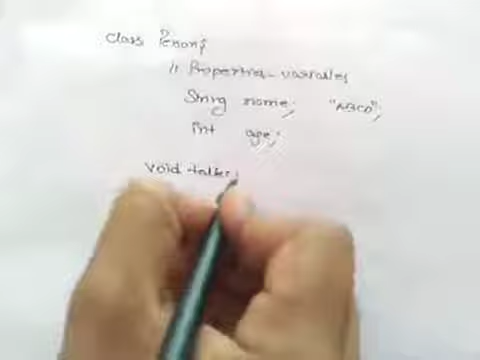 class Person{
// Properties - variables
String name; "ABCD";
int age;
void talk